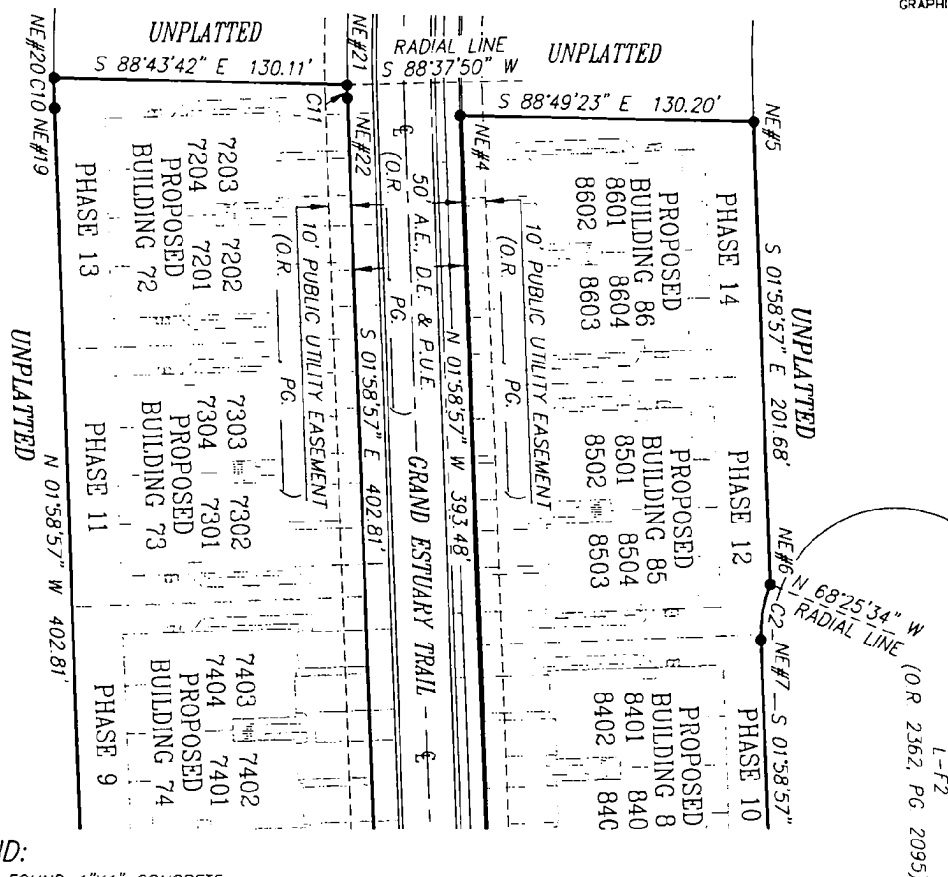 GRAPHI
UNPLATTED
S 88°43'42" E 130.11'
NE#20
C10
NE#19
NE#21
C11
NE#22
RADIAL LINE
S 88°37'50" W
UNPLATTED
S 88°49'23" E 130.20'
NE#5
NE#4
PHASE 13
7203 7202
7204 7201
PROPOSED
BUILDING 72
10' PUBLIC UTILITY EASEMENT
(O.R. PG. )
S 01°58'57" E 402.81'
(O.R. PG. )
50' A.E., D.E. & P.U.E.
GRAND ESTUARY TRAIL
N 01°58'57" W 393.48'
10' PUBLIC UTILITY EASEMENT
(O.R. PG. )
PHASE 14
PROPOSED
BUILDING 86
8601 8604
8602 8603
S 01°58'57" E 201.68'
UNPLATTED
UNPLATTED
N 01°58'57" W 402.81'
PHASE 11
7303 7302
7304 7301
PROPOSED
BUILDING 73
PHASE 12
PROPOSED
BUILDING 85
8501 8504
8502 8503
NE#6
C2
NE#7
S 01°58'57"
N 68°25'34" W
RADIAL LINE
L-F2
(O.R. 2362, PG 2095,
PHASE 9
7403 7402
7404 7401
PROPOSED
BUILDING 74
PHASE 10
PROPOSED
BUILDING 8
8401 840
8402 840
ND:
FOUND 4"X4" CONCRETE